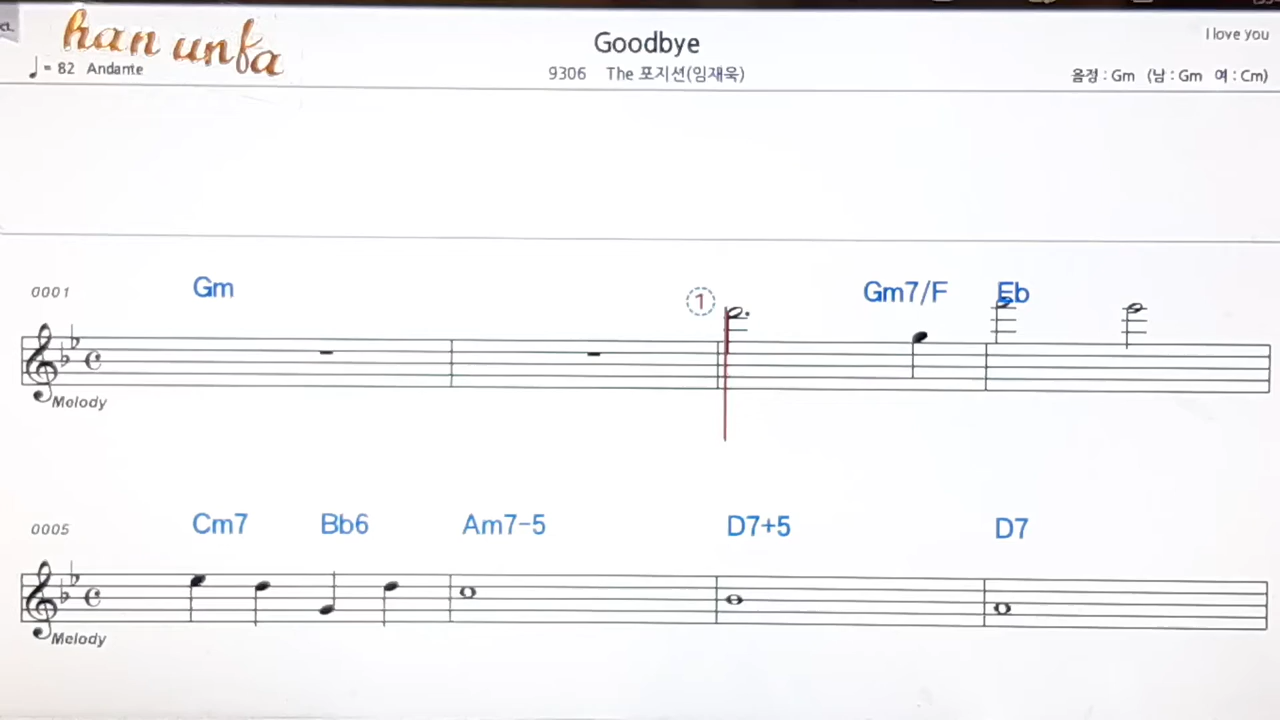 han unfa
Goodbye
I love you
♩= 82 Andante
9306 The 포지션(임재욱)
음정 : Gm (남 : Gm 여 : Cm)
0001
Gm
1
Gm7/F
Eb
Melody
0005
Cm7 Bb6 Am7-5 D7+5 D7
Melody